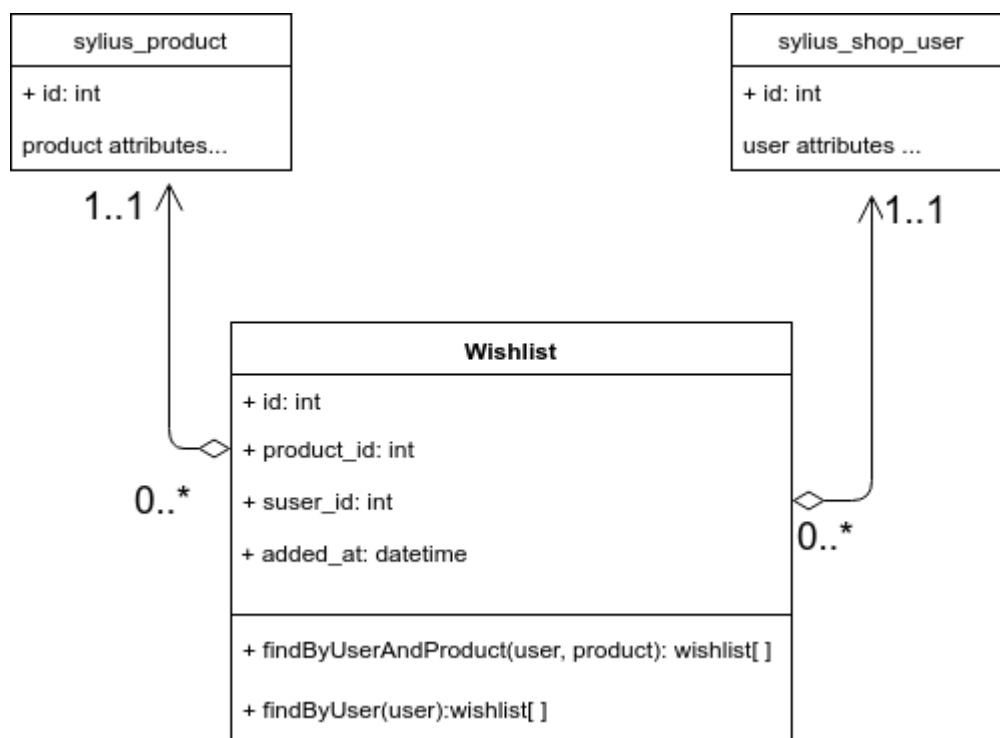 sylius_product
+ id: int
product attributes...
sylius_shop_user
+ id: int
user attributes ...
1..1
1..1
Wishlist
+ id: int
+ product_id: int
+ suser_id: int
+ added_at: datetime
0..*
0..*
+ findByUserAndProduct(user, product): wishlist[ ]
+ findByUser(user):wishlist[ ]